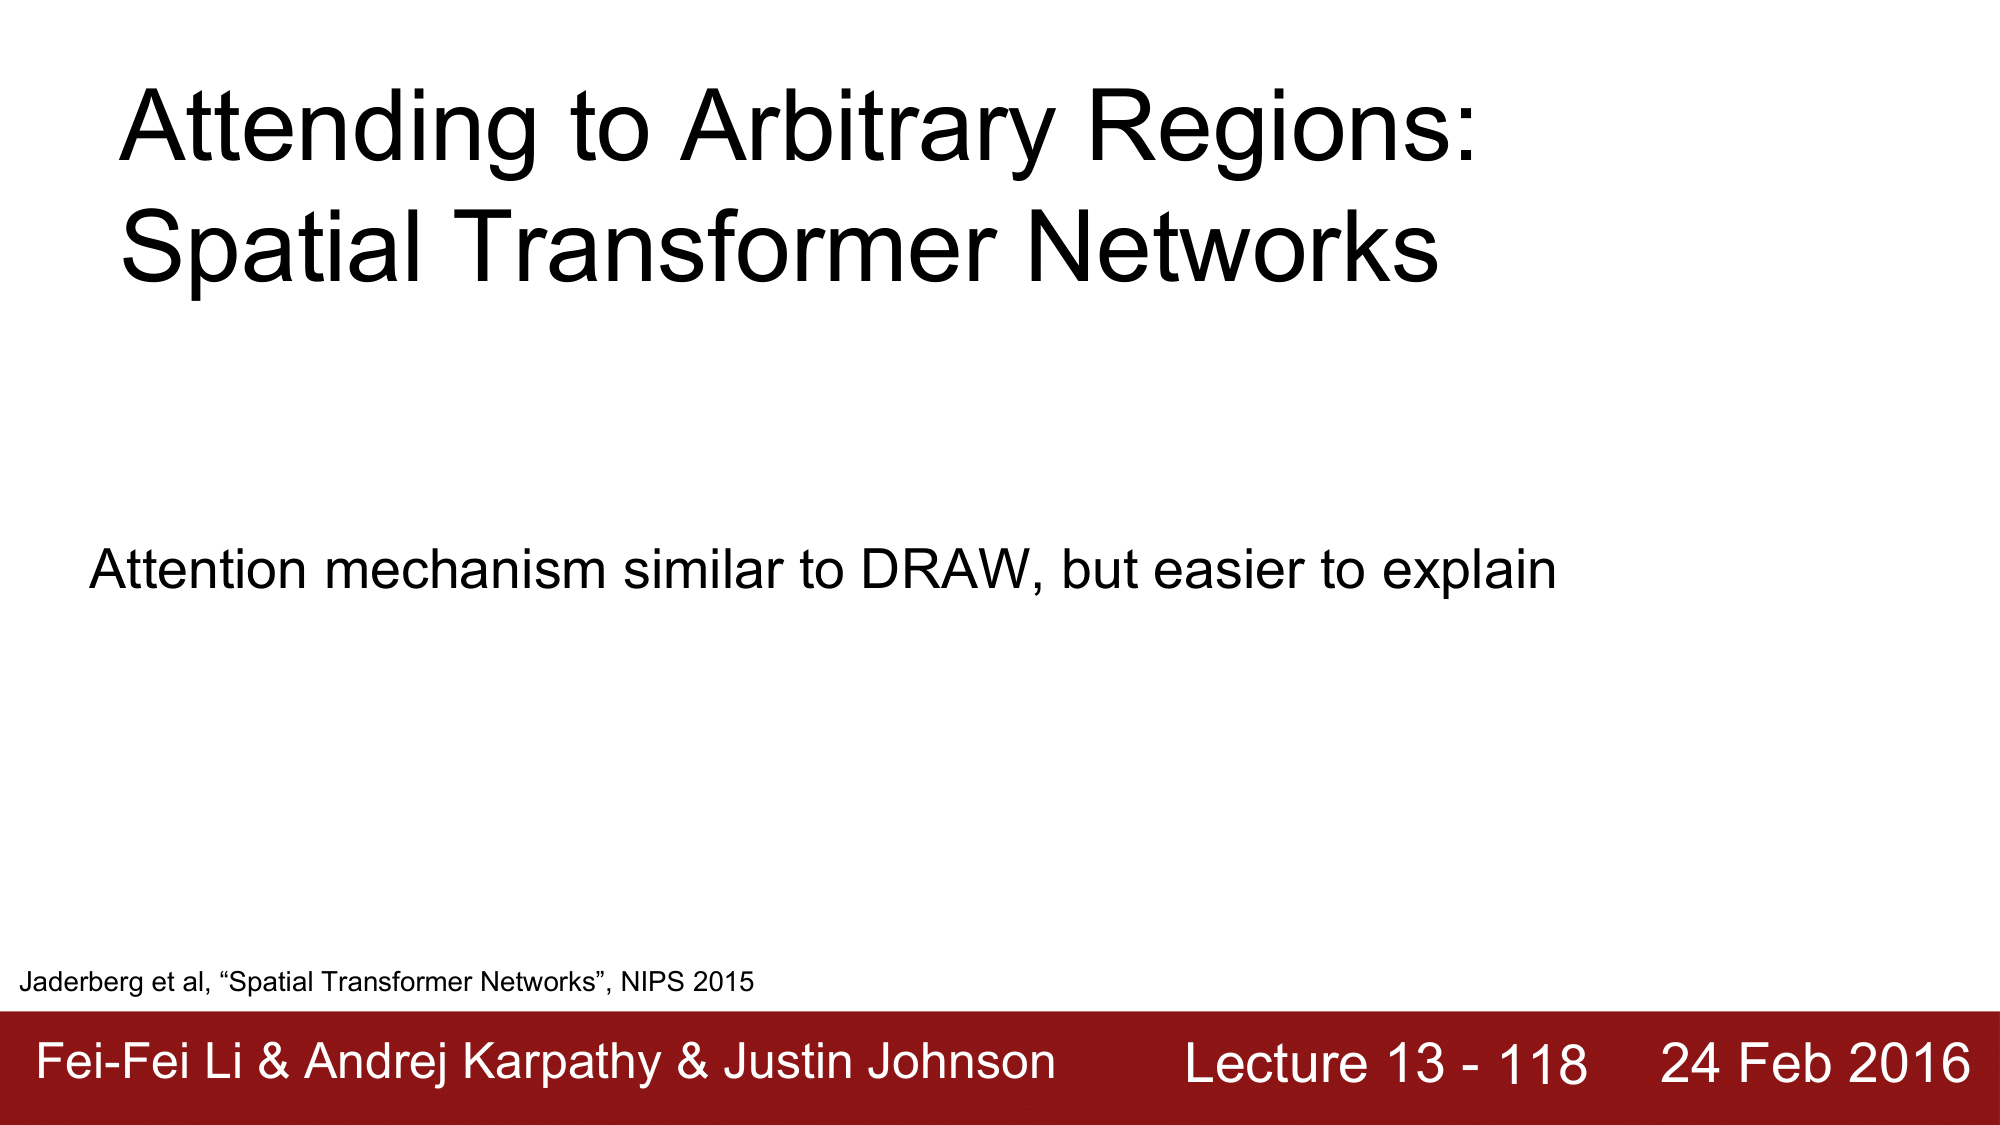 Attending to Arbitrary Regions:
Spatial Transformer Networks
Attention mechanism similar to DRAW, but easier to explain
Jaderberg et al, “Spatial Transformer Networks”, NIPS 2015
Fei-Fei Li & Andrej Karpathy & Justin Johnson Lecture 13 - 118 24 Feb 2016